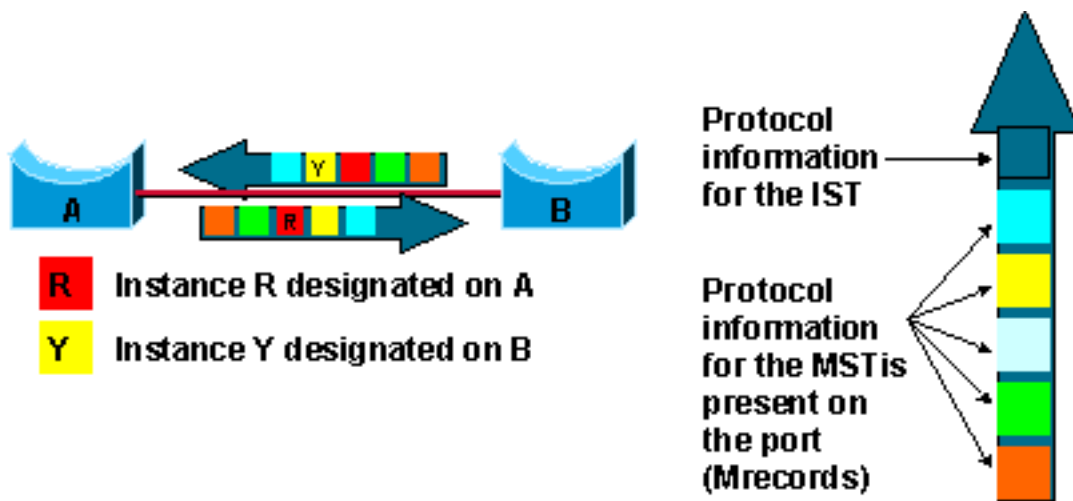 Y
A
B
R
R Instance R designated on A
Y Instance Y designated on B
Protocol
information
for the IST
Protocol
information
for the MSTis
present on
the port
(Mrecords)